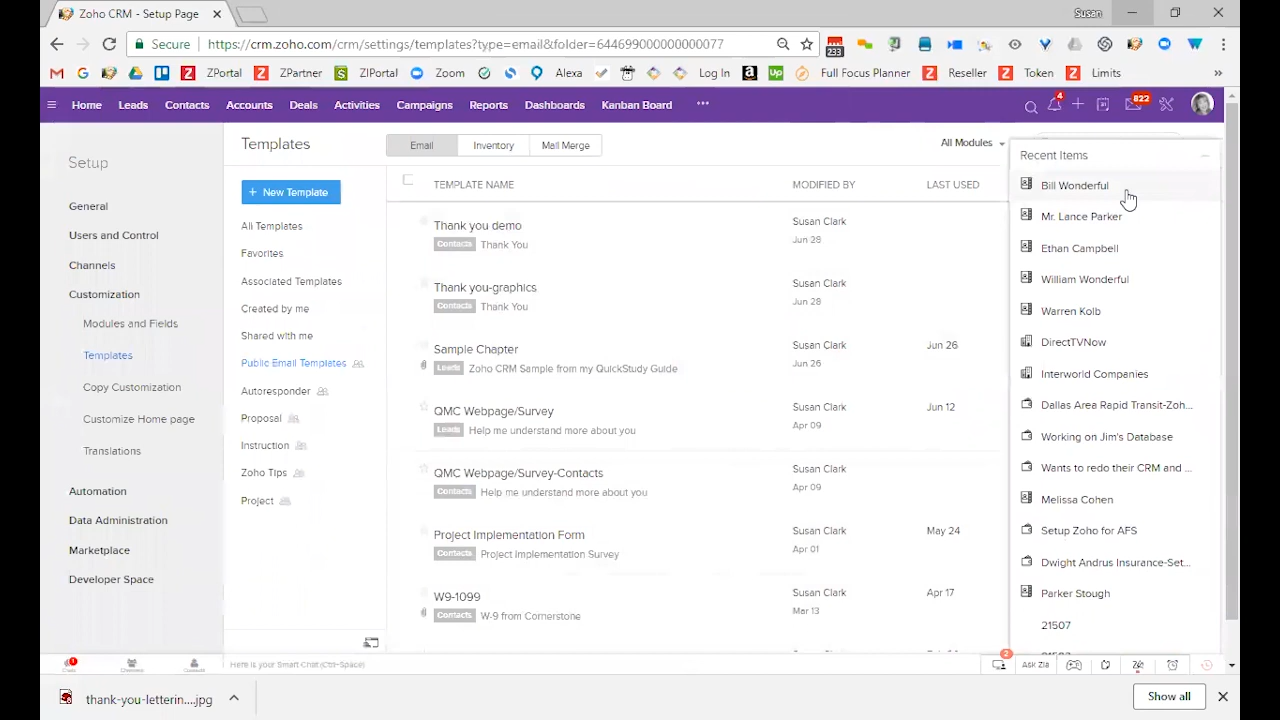 Zoho CRM - Setup Page
Susan
Secure
https://crm.zoho.com/crm/settings/templates?type=email&folder=644699000000000077
233
ZPortal ZPartner ZIPortal Zoom Alexa Log In Full Focus Planner Reseller Token Limits »
Home Leads Contacts Accounts Deals Activities Campaigns Reports Dashboards Kanban Board
4
822
Setup
General
Users and Control
Channels
Customization
Modules and Fields
Templates
Copy Customization
Customize Home page
Translations
Automation
Data Administration
Marketplace
Developer Space
Templates
+ New Template
All Templates
Favorites
Associated Templates
Created by me
Shared with me
Public Email Templates
Autoresponder
Proposal
Instruction
Zoho Tips
Project
Email Inventory Mail Merge
All Modules
TEMPLATE NAME MODIFIED BY LAST USED
Thank you demo Susan Clark
Contacts Thank You Jun 28
Thank you-graphics Susan Clark
Contacts Thank You Jun 28
Sample Chapter Susan Clark Jun 26
Leads Zoho CRM Sample from my QuickStudy Guide Jun 26
QMC Webpage/Survey Susan Clark Jun 12
Leads Help me understand more about you Apr 09
QMC Webpage/Survey-Contacts Susan Clark
Contacts Help me understand more about you Apr 09
Project Implementation Form Susan Clark May 24
Contacts Project Implementation Survey Apr 01
W9-1099 Susan Clark Apr 17
Contacts W-9 from Cornerstone Mar 13
Recent Items
Bill Wonderful
Mr. Lance Parker
Ethan Campbell
William Wonderful
Warren Kolb
DirectTVNow
Interworld Companies
Dallas Area Rapid Transit-Zoh...
Working on Jim's Database
Wants to redo their CRM and ...
Melissa Cohen
Setup Zoho for AFS
Dwight Andrus Insurance-Set...
Parker Stough
21507
1
Chats
Here is your Smart Chat (Ctrl+Space)
2
Ask Zia
thank-you-letterin....jpg
Show all